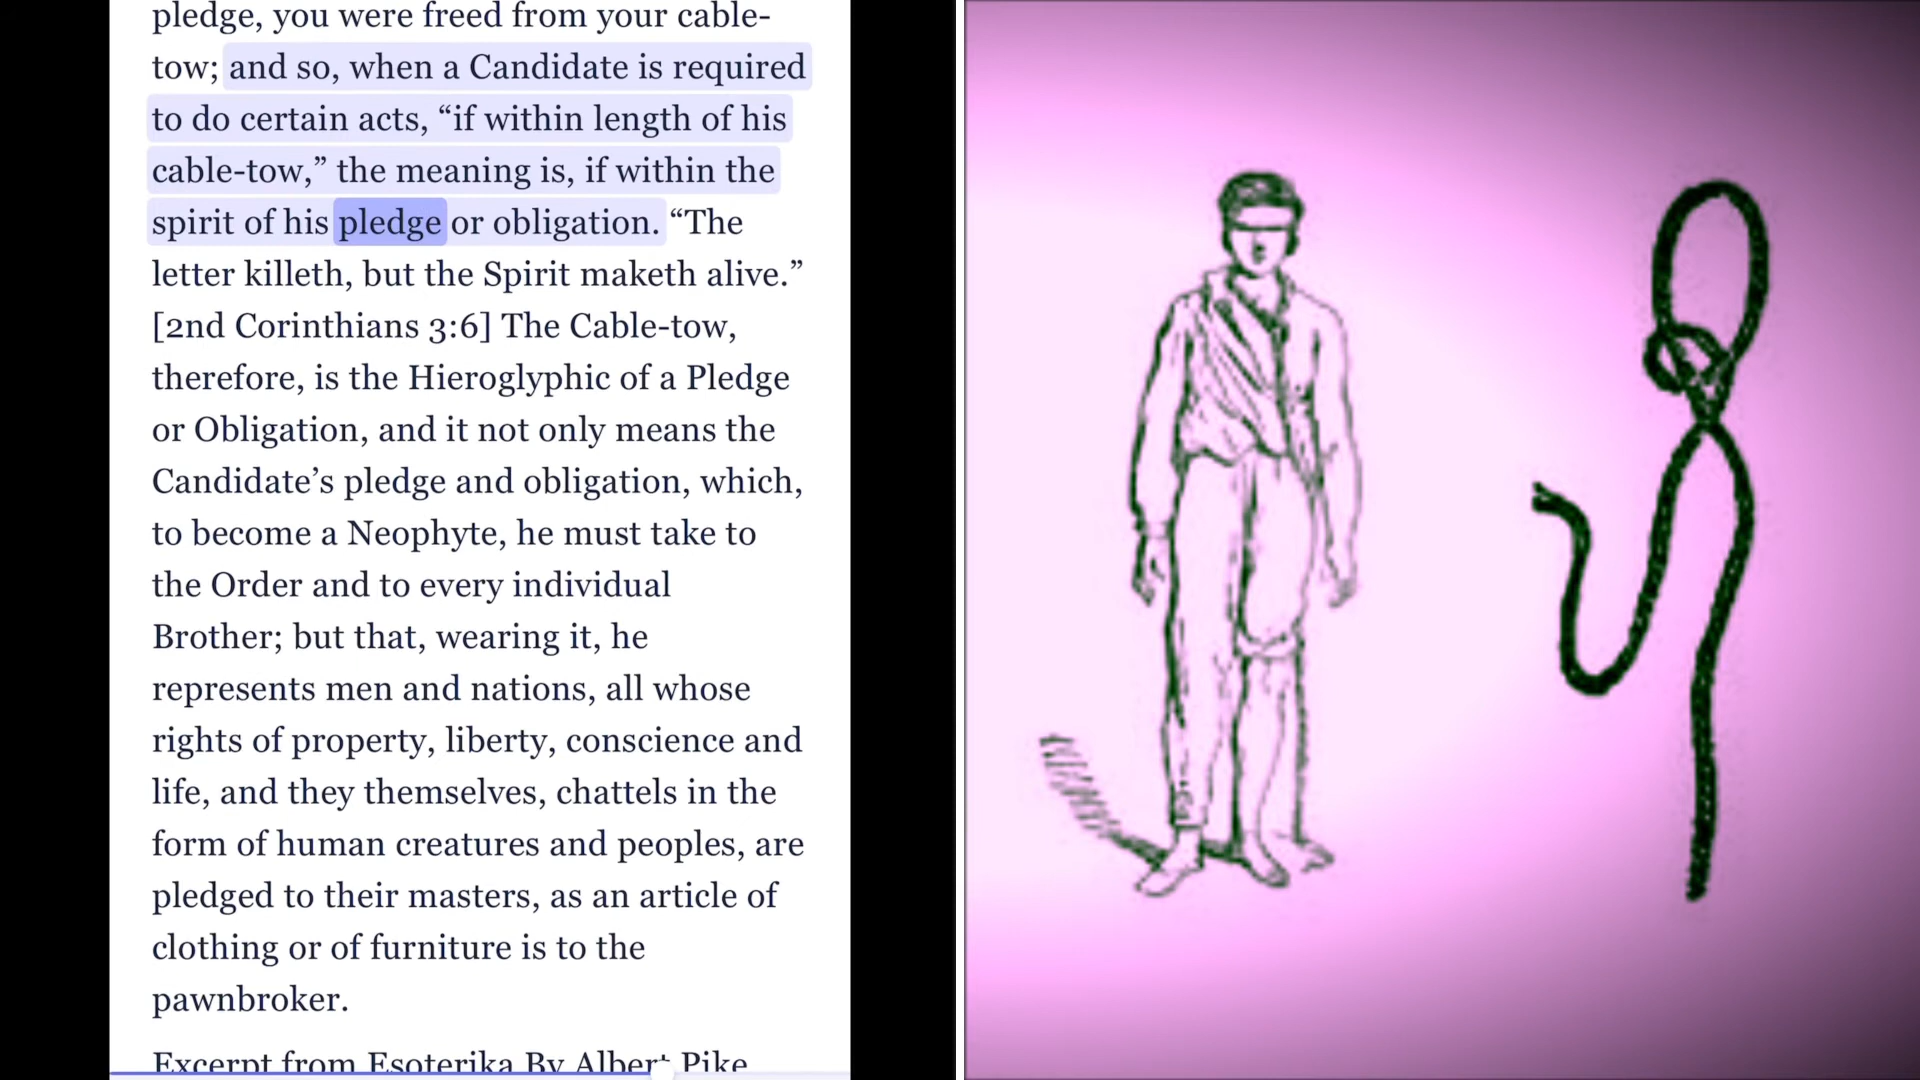 pledge, you were freed from your cable-
tow; and so, when a Candidate is required
to do certain acts, “if within length of his
cable-tow,” the meaning is, if within the
spirit of his pledge or obligation. “The
letter killeth, but the Spirit maketh alive.”
[2nd Corinthians 3:6] The Cable-tow,
therefore, is the Hieroglyphic of a Pledge
or Obligation, and it not only means the
Candidate’s pledge and obligation, which,
to become a Neophyte, he must take to
the Order and to every individual
Brother; but that, wearing it, he
represents men and nations, all whose
rights of property, liberty, conscience and
life, and they themselves, chattels in the
form of human creatures and peoples, are
pledged to their masters, as an article of
clothing or of furniture is to the
pawnbroker.
Excerpt from Esoterika By Albert Pike